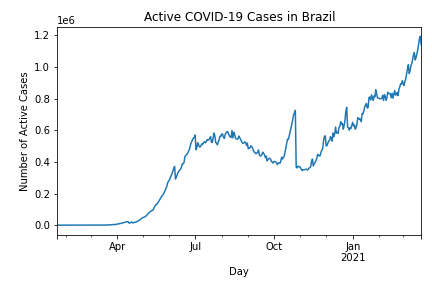 Active COVID-19 Cases in Brazil
1e6
1.2
1.0
0.8
0.6
0.4
0.2
0.0
Number of Active Cases
Apr Jul Oct Jan
2021
Day